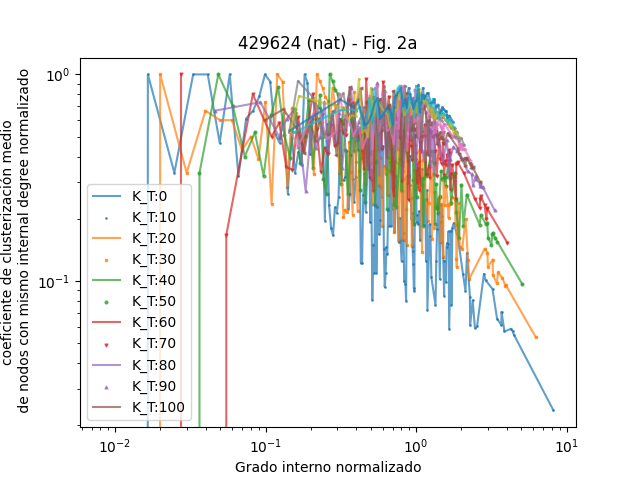 429624 (nat) - Fig. 2a
coeficiente de clusterización medio
de nodos con mismo internal degree normalizado
10⁰
10⁻¹
K_T:0
K_T:10
K_T:20
K_T:30
K_T:40
K_T:50
K_T:60
K_T:70
K_T:80
K_T:90
K_T:100
10⁻²
10⁻¹
10⁰
10¹
Grado interno normalizado